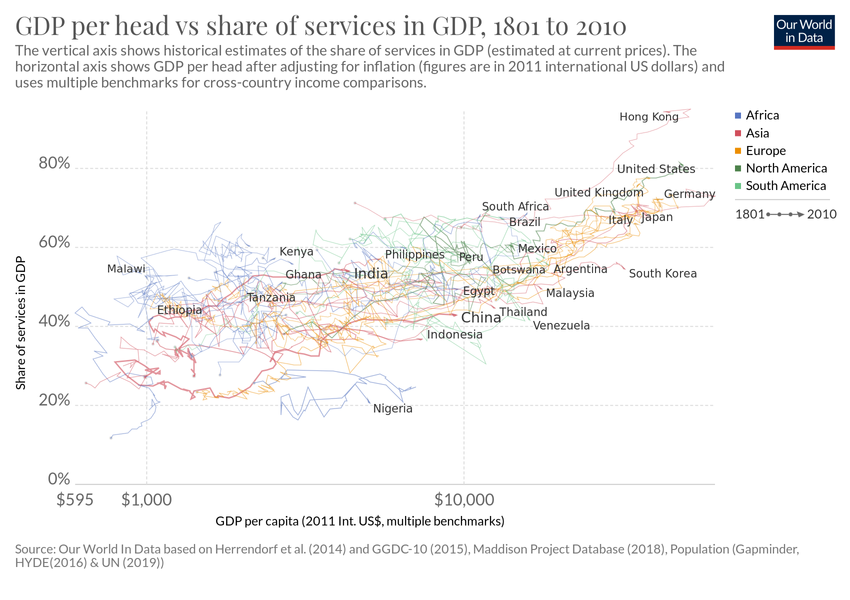 GDP per head vs share of services in GDP, 1801 to 2010
Our World
in Data
The vertical axis shows historical estimates of the share of services in GDP (estimated at current prices). The
horizontal axis shows GDP per head after adjusting for inflation (figures are in 2011 international US dollars) and
uses multiple benchmarks for cross-country income comparisons.
Hong Kong
Africa
Asia
Europe
North America
South America
1801
2010
80%
United States
United Kingdom
Germany
South Africa
Brazil
Italy
Japan
60%
Kenya
Philippines
Peru
Mexico
Malawi
Ghana
India
Botswana
Argentina
South Korea
Tanzania
Egypt
Malaysia
Ethiopia
China
Thailand
40%
Venezuela
Indonesia
20%
Nigeria
0%
Share of services in GDP
$595
$1,000
$10,000
GDP per capita (2011 Int. US$, multiple benchmarks)
Source: Our World In Data based on Herrendorf et al. (2014) and GGDC-10 (2015), Maddison Project Database (2018), Population (Gapminder,
HYDE(2016) & UN (2019))